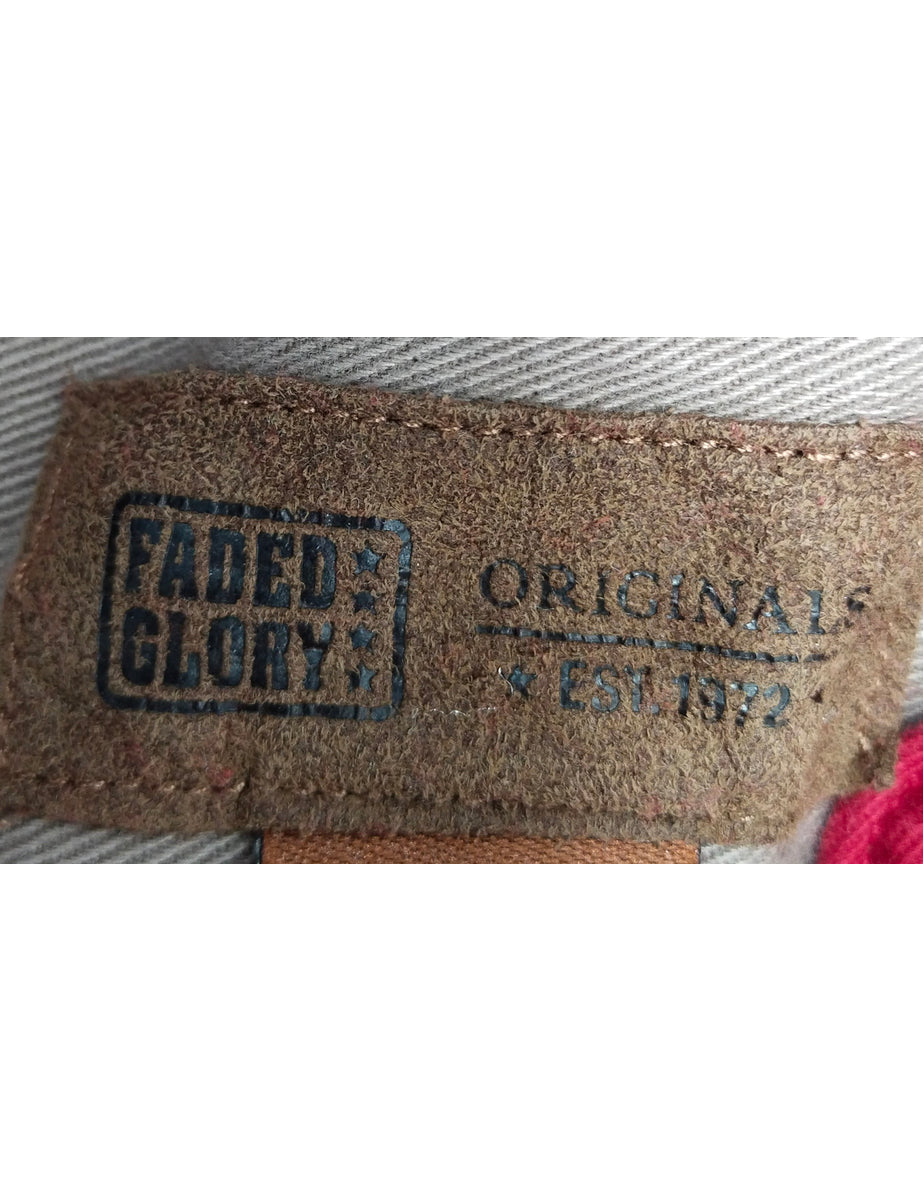 FADED
GLORY
ORIGINALS
EST. 1972